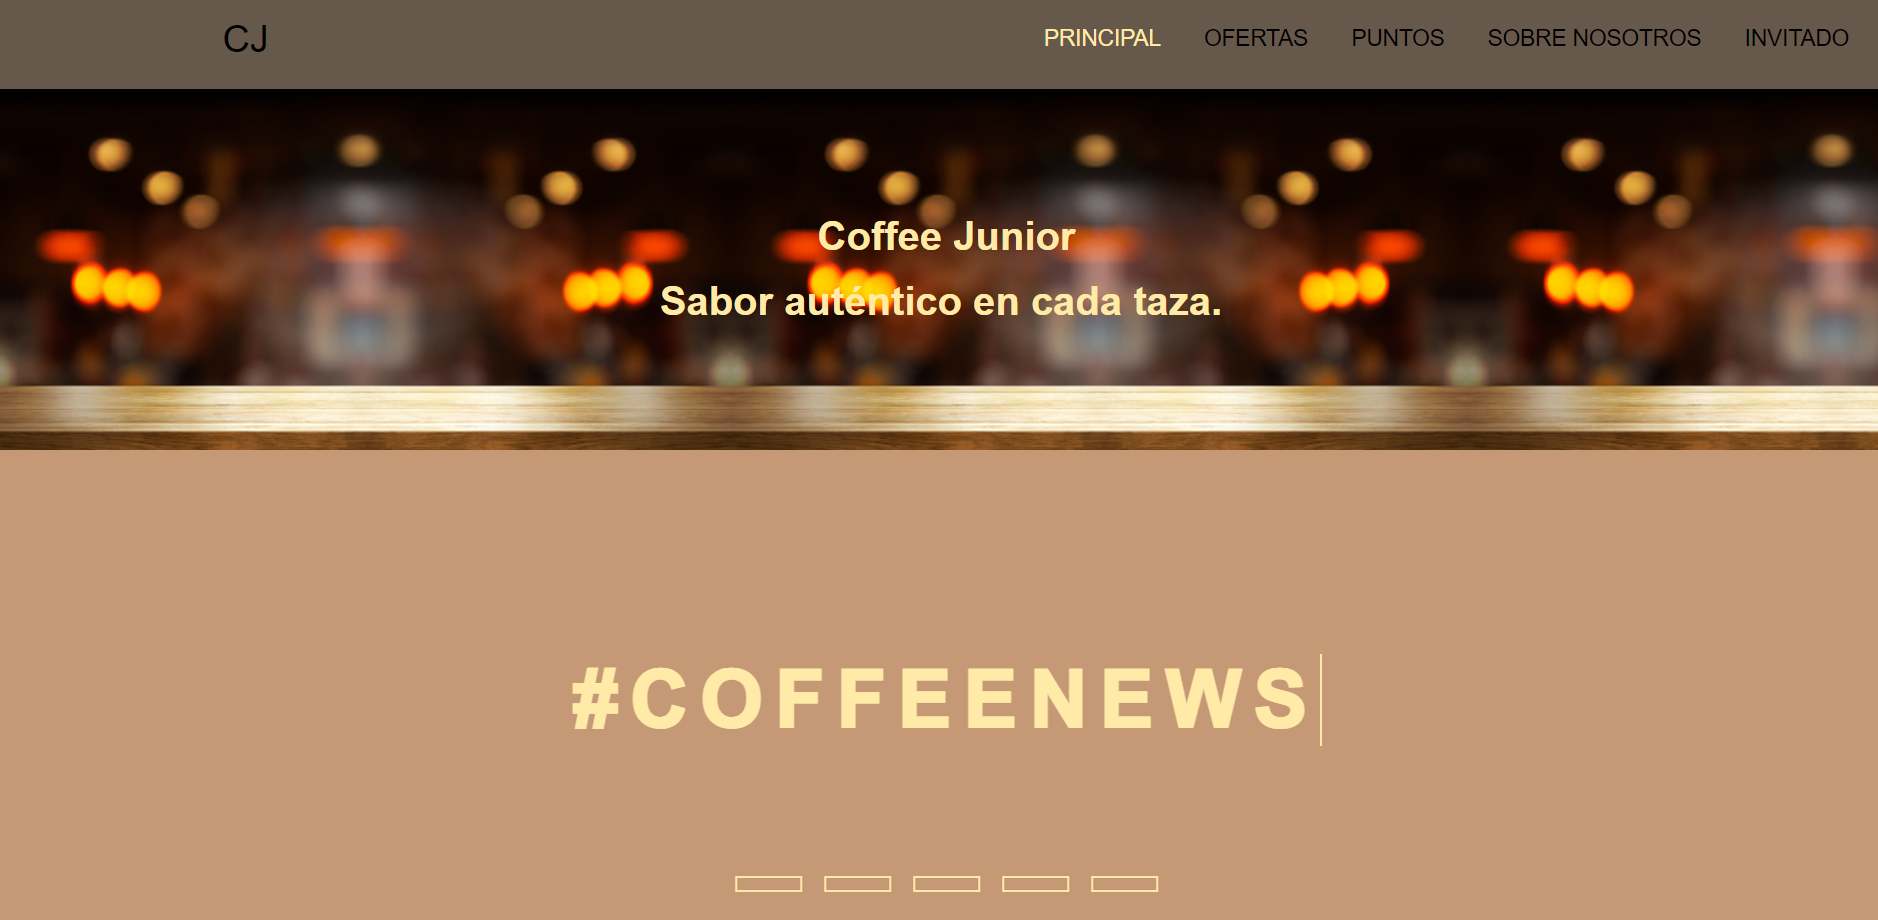 CJ
PRINCIPAL OFERTAS PUNTOS SOBRE NOSOTROS INVITADO
Coffee Junior
Sabor auténtico en cada taza.
#COFFEENEWS